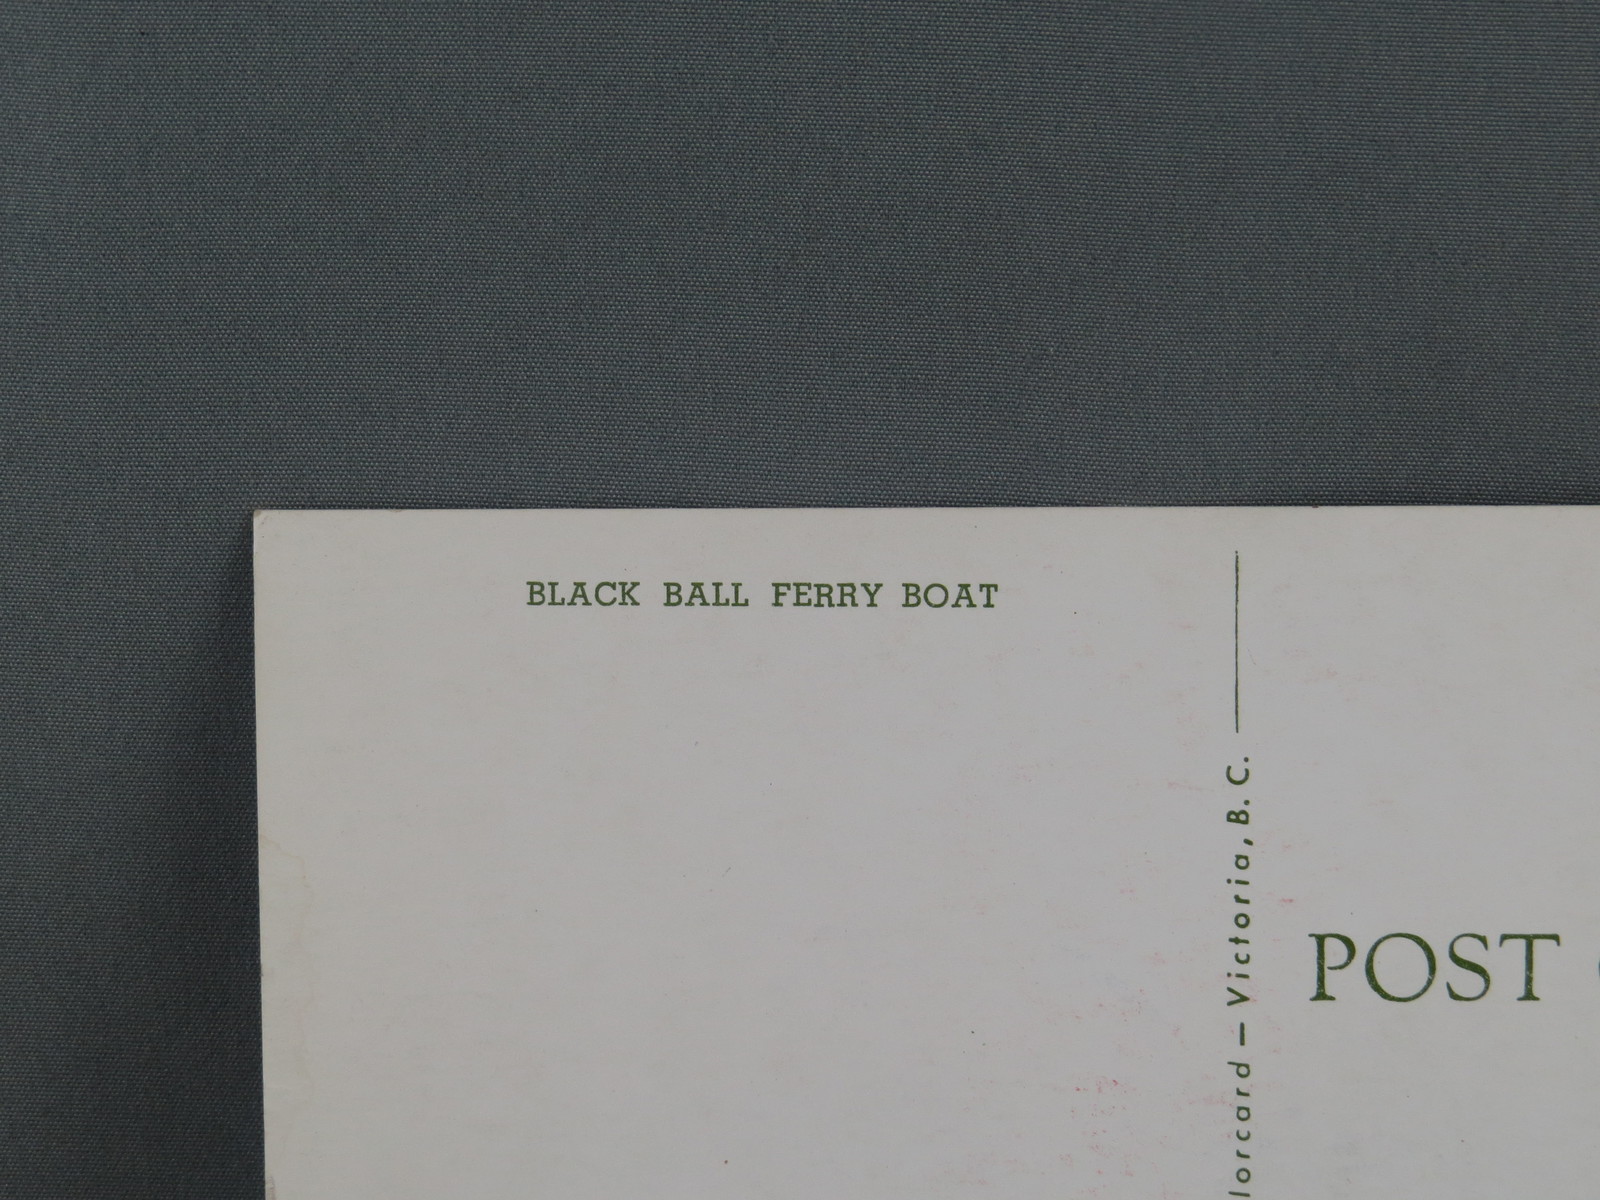 BLACK BALL FERRY BOAT
lorcard — Victoria, B. C.
POST